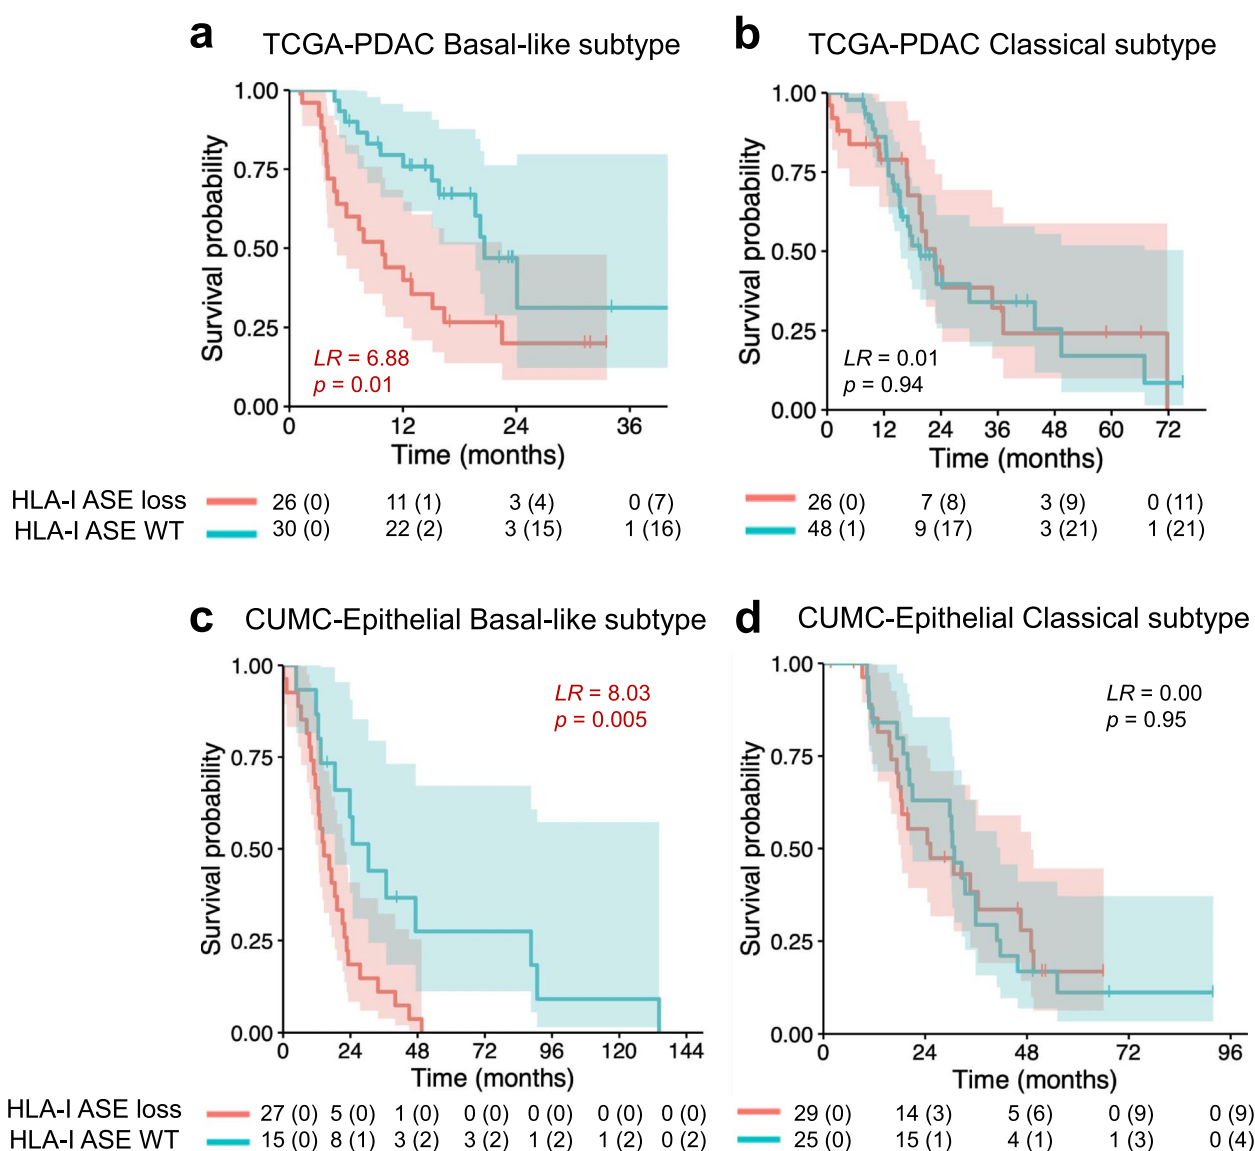 a TCGA-PDAC Basal-like subtype
Survival probability
1.00
0.75
0.50
0.25
0.00
LR = 6.88
p = 0.01
0 12 24 36
Time (months)
b TCGA-PDAC Classical subtype
Survival probability
1.00
0.75
0.50
0.25
0.00
LR = 0.01
p = 0.94
0 12 24 36 48 60 72
Time (months)
HLA-I ASE loss 26 (0) 11 (1) 3 (4) 0 (7) 26 (0) 7 (8) 3 (9) 0 (11)
HLA-I ASE WT 30 (0) 22 (2) 3 (15) 1 (16) 48 (1) 9 (17) 3 (21) 1 (21)
c CUMC-Epithelial Basal-like subtype
Survival probability
1.00
0.75
0.50
0.25
0.00
LR = 8.03
p = 0.005
0 24 48 72 96 120 144
Time (months)
d CUMC-Epithelial Classical subtype
Survival probability
1.00
0.75
0.50
0.25
0.00
LR = 0.00
p = 0.95
0 24 48 72 96
Time (months)
HLA-I ASE loss 27 (0) 5 (0) 1 (0) 0 (0) 0 (0) 0 (0) 0 (0) 29 (0) 14 (3) 5 (6) 0 (9) 0 (9)
HLA-I ASE WT 15 (0) 8 (1) 3 (2) 3 (2) 1 (2) 1 (2) 0 (2) 25 (0) 15 (1) 4 (1) 1 (3) 0 (4)